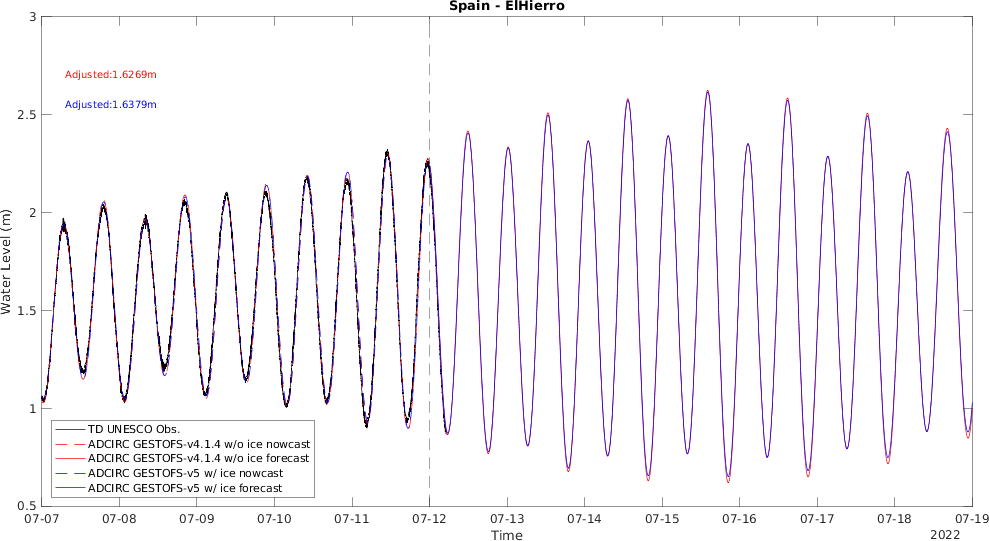 Spain - ElHierro
3
Adjusted:1.6269m
Adjusted:1.6379m
2.5
2
1.5
1
0.5
Water Level (m)
TD UNESCO Obs.
ADCIRC GESTOFS-v4.1.4 w/o ice nowcast
ADCIRC GESTOFS-v4.1.4 w/o ice forecast
ADCIRC GESTOFS-v5 w/ ice nowcast
ADCIRC GESTOFS-v5 w/ ice forecast
07-07 07-08 07-09 07-10 07-11 07-12 07-13 07-14 07-15 07-16 07-17 07-18 07-19
Time
2022